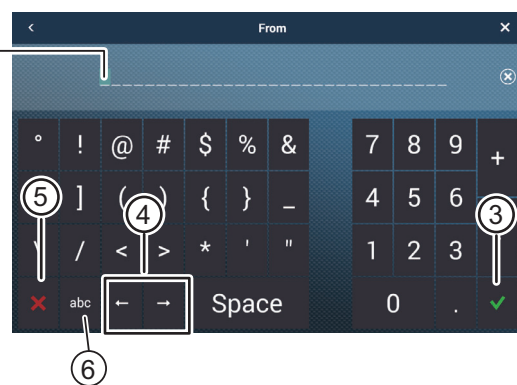 < From ×
° ! @ # $ % & 7 8 9 +
5 ] ( 4 ) { } _ 4 5 6 3
/ < > * ' " 1 2 3
× abc ← → Space 0 . ✓
6